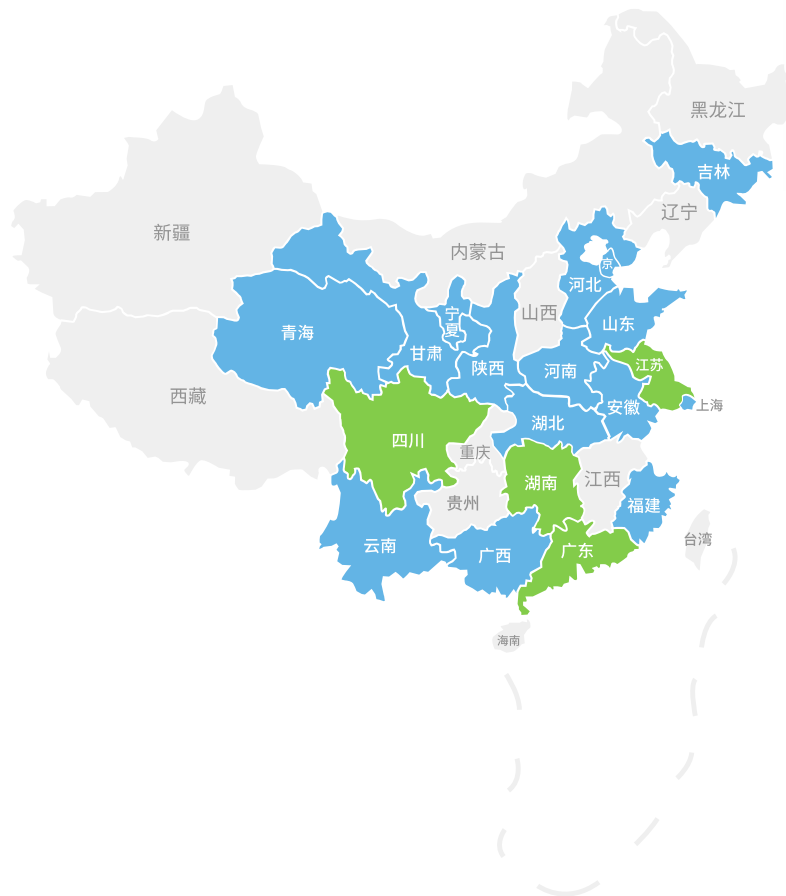 黑龙江
吉林
辽宁
新疆
内蒙古
京
河北
宁
夏
山西
山东
青海
甘肃
陕西
河南
江苏
西藏
安徽
上海
湖北
四川
重庆
湖南
江西
贵州
福建
云南
广西
广东
台湾
海南